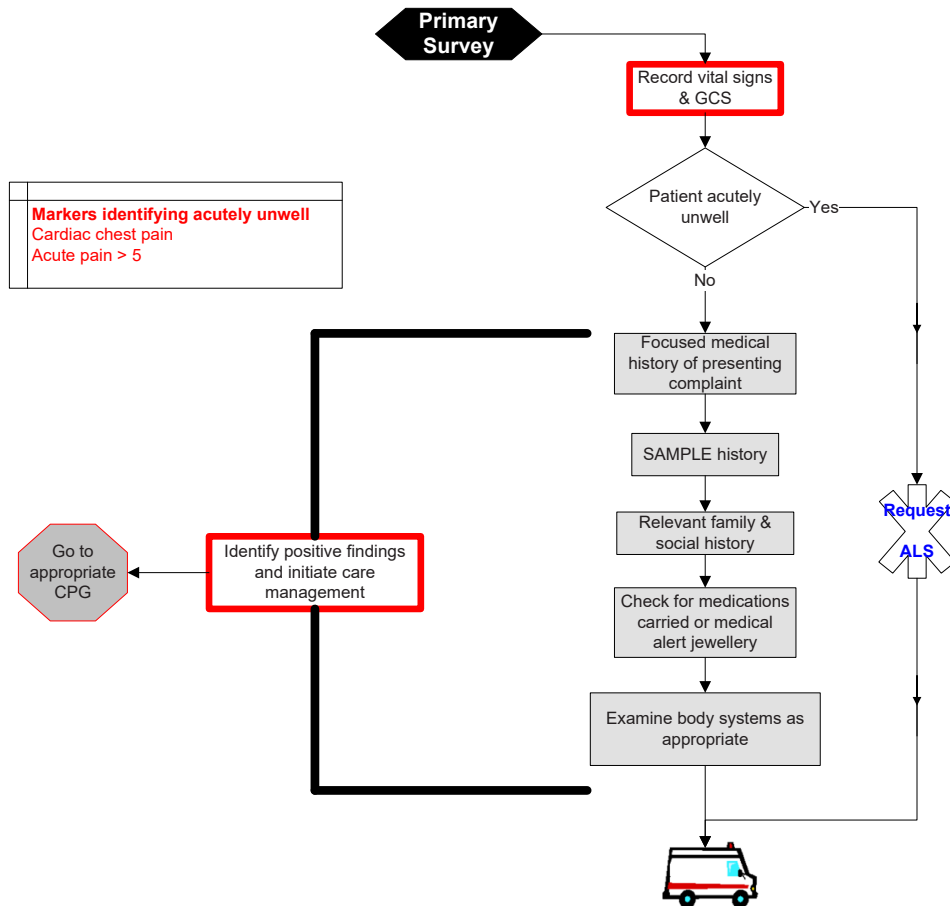 Primary
Survey
Record vital signs
& GCS
Markers identifying acutely unwell
Cardiac chest pain
Acute pain > 5
Patient acutely
unwell
Yes
No
Focused medical
history of presenting
complaint
SAMPLE history
Request
ALS
Relevant family &
social history
Go to
appropriate
CPG
Identify positive findings
and initiate care
management
Check for medications
carried or medical
alert jewellery
Examine body systems as
appropriate